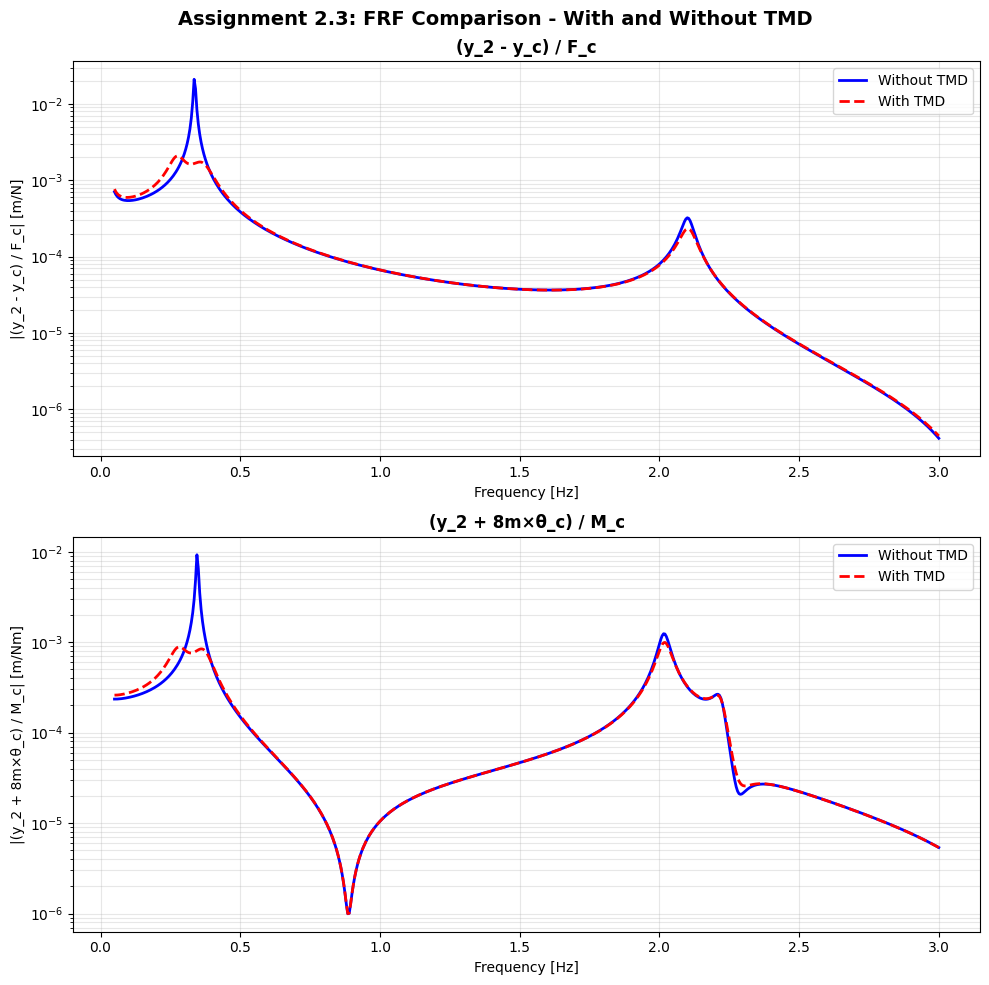 Assignment 2.3: FRF Comparison - With and Without TMD
(y_2 - y_c) / F_c
|(y_2 - y_c) / F_c| [m/N]
10⁻²
10⁻³
10⁻⁴
10⁻⁵
10⁻⁶
Without TMD
With TMD
0.0 0.5 1.0 1.5 2.0 2.5 3.0
Frequency [Hz]
(y_2 + 8m×θ_c) / M_c
|(y_2 + 8m×θ_c) / M_c| [m/Nm]
10⁻²
10⁻³
10⁻⁴
10⁻⁵
10⁻⁶
Without TMD
With TMD
0.0 0.5 1.0 1.5 2.0 2.5 3.0
Frequency [Hz]